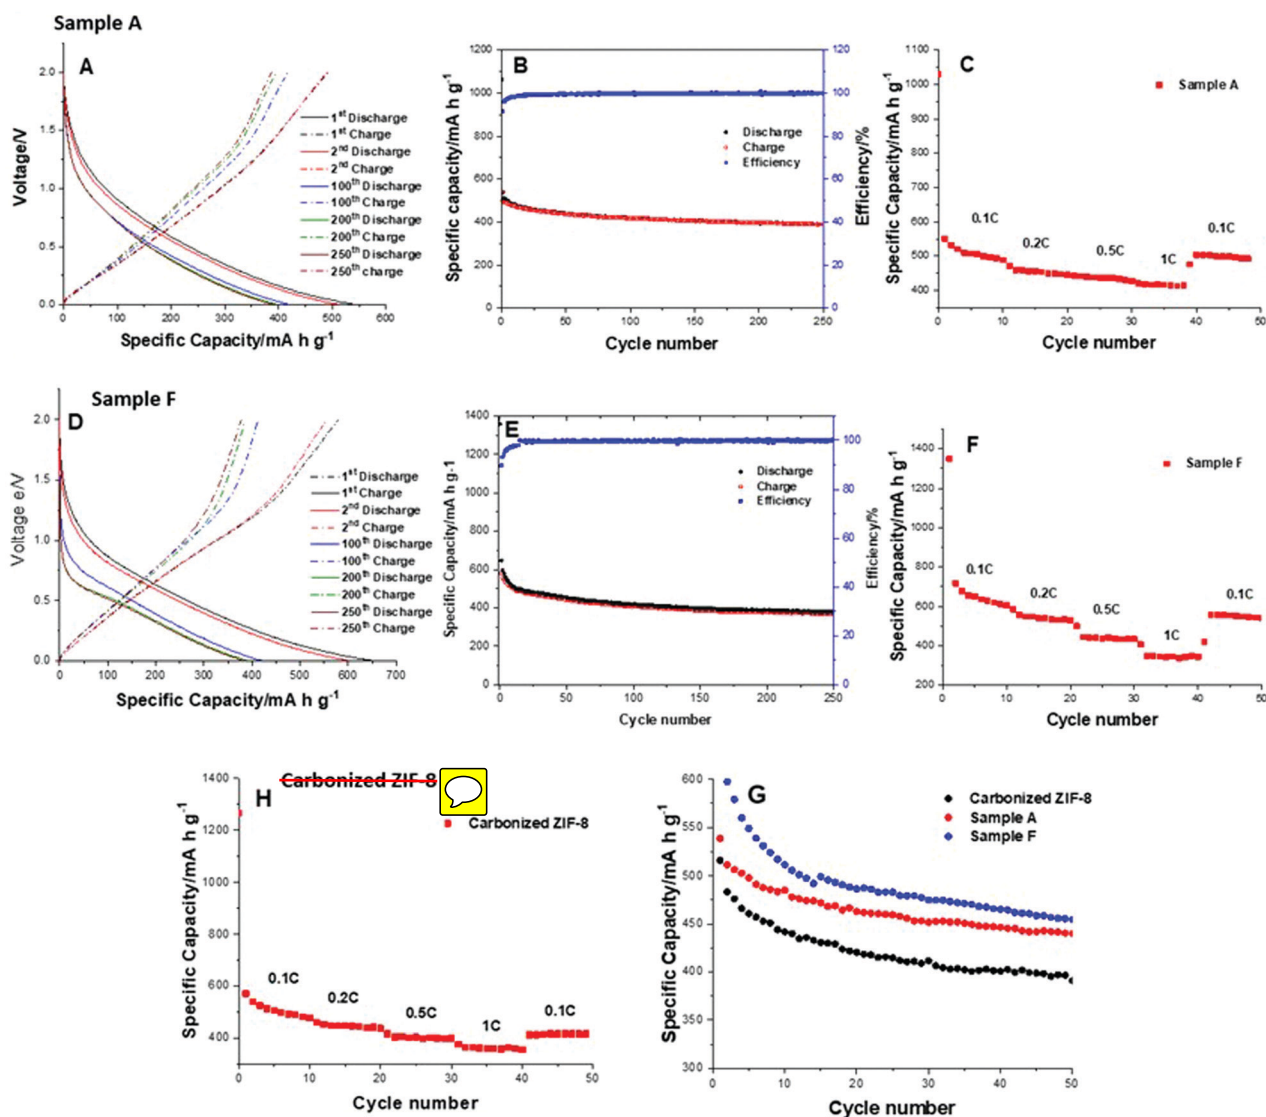 Sample A
A
2.0
1.5
1.0
0.5
0.0
0 100 200 300 400 500 600
Voltage/V
Specific Capacity/mA h g-1
1st Discharge
1st Charge
2nd Discharge
2nd Charge
100th Discharge
100th Charge
200th Discharge
200th Charge
250th Discharge
250th charge
B
1200
1000
800
600
400
200
0
0 50 100 150 200 250
120
100
80
60
40
20
0
Specific capacity/mA h g-1
Efficiency/%
Cycle number
Discharge
Charge
Efficiency
C
1100
1000
900
800
700
600
500
400
0 10 20 30 40 50
Specific Capacity/mA h g-1
Cycle number
Sample A
0.1C
0.2C
0.5C
1C
0.1C
Sample F
D
2.0
1.5
1.0
0.5
0.0
0 100 200 300 400 500 600 700
Voltage e/V
Specific Capacity/mA h g-1
1st Discharge
1st Charge
2nd Discharge
2nd Charge
100th Discharge
100th Charge
200th Discharge
200th Charge
250th Discharge
250th Charge
E
1400
1200
1000
800
600
400
200
0
0 50 100 150 200 250
100
80
60
40
20
0
Specific Capacity/mA h g-1
Efficiency/%
Cycle number
Discharge
Charge
Efficiency
F
1400
1200
1000
800
600
400
200
0 10 20 30 40 50
Specific Capacity/mA h g-1
Cycle number
Sample F
0.1C
0.2C
0.5C
1C
0.1C
Carbonized ZIF-8
H
1400
1200
1000
800
600
400
0 10 20 30 40 50
Specific Capacity/mA h g-1
Cycle number
Carbonized ZIF-8
0.1C
0.2C
0.5C
1C
0.1C
G
600
550
500
450
400
350
300
0 10 20 30 40 50
Specific Capacity/mA h g-1
Cycle number
Carbonized ZIF-8
Sample A
Sample F